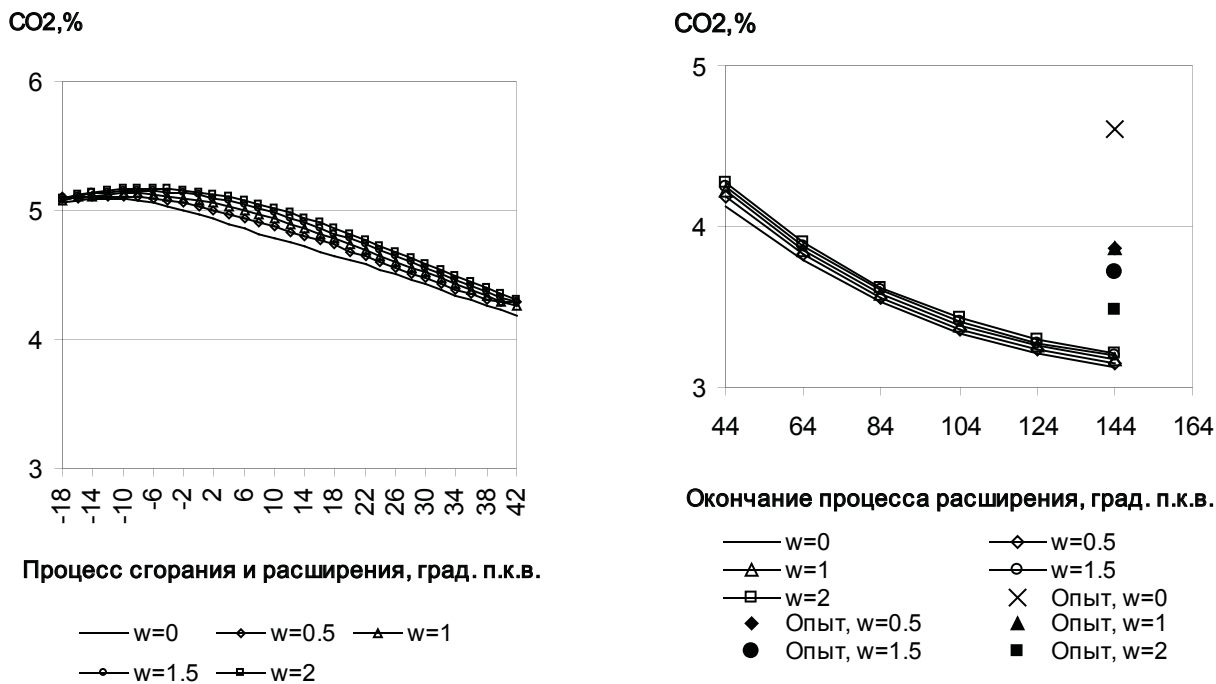 CO2,%
6
5
4
3
-18
-14
-10
-6
-2
2
6
10
14
18
22
26
30
34
38
42
Процесс сгорания и расширения, град. п.к.в.
w=0 w=0.5 w=1
w=1.5 w=2
CO2,%
5
4
3
44 64 84 104 124 144 164
Окончание процесса расширения, град. п.к.в.
w=0 w=0.5
w=1 w=1.5
w=2 Опыт, w=0
Опыт, w=0.5 Опыт, w=1
Опыт, w=1.5 Опыт, w=2